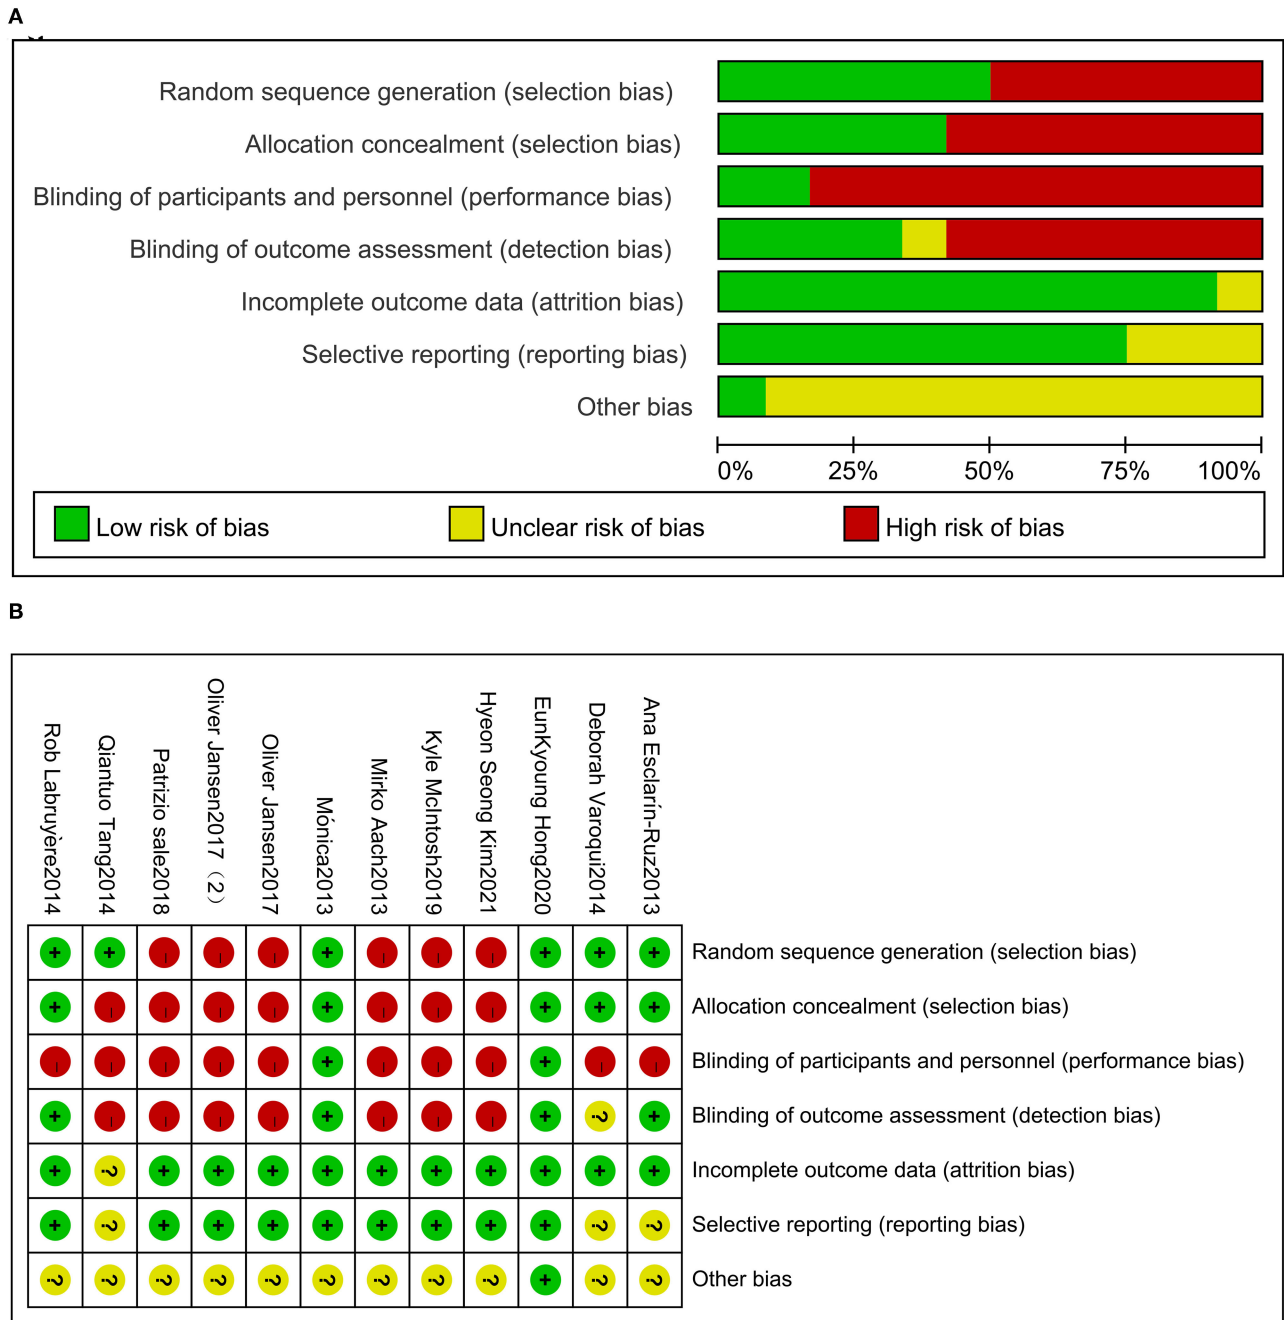 A
Random sequence generation (selection bias)
Allocation concealment (selection bias)
Blinding of participants and personnel (performance bias)
Blinding of outcome assessment (detection bias)
Incomplete outcome data (attrition bias)
Selective reporting (reporting bias)
Other bias
0% 25% 50% 75% 100%
Low risk of bias Unclear risk of bias High risk of bias
B
Rob Labruyère2014
Qiantuo Tang2014
Patrizio sale2018
Oliver Jansen2017（2）
Oliver Jansen2017
Mónica2013
Mirko Aach2013
Kyle McIntosh2019
Hyeon Seong Kim2021
EunKyoung Hong2020
Deborah Varoqui2014
Ana Esclarín-Ruz2013
+ + – – – + – – – + + + Random sequence generation (selection bias)
+ – – – – + – – – + + + Allocation concealment (selection bias)
– – – – – + – – – + – – Blinding of participants and personnel (performance bias)
+ – – – – + – – – + ? + Blinding of outcome assessment (detection bias)
+ ? + + + + + + + + + + Incomplete outcome data (attrition bias)
+ ? + + + + + + + + ? ? Selective reporting (reporting bias)
? ? ? ? ? ? ? ? ? + ? ? Other bias